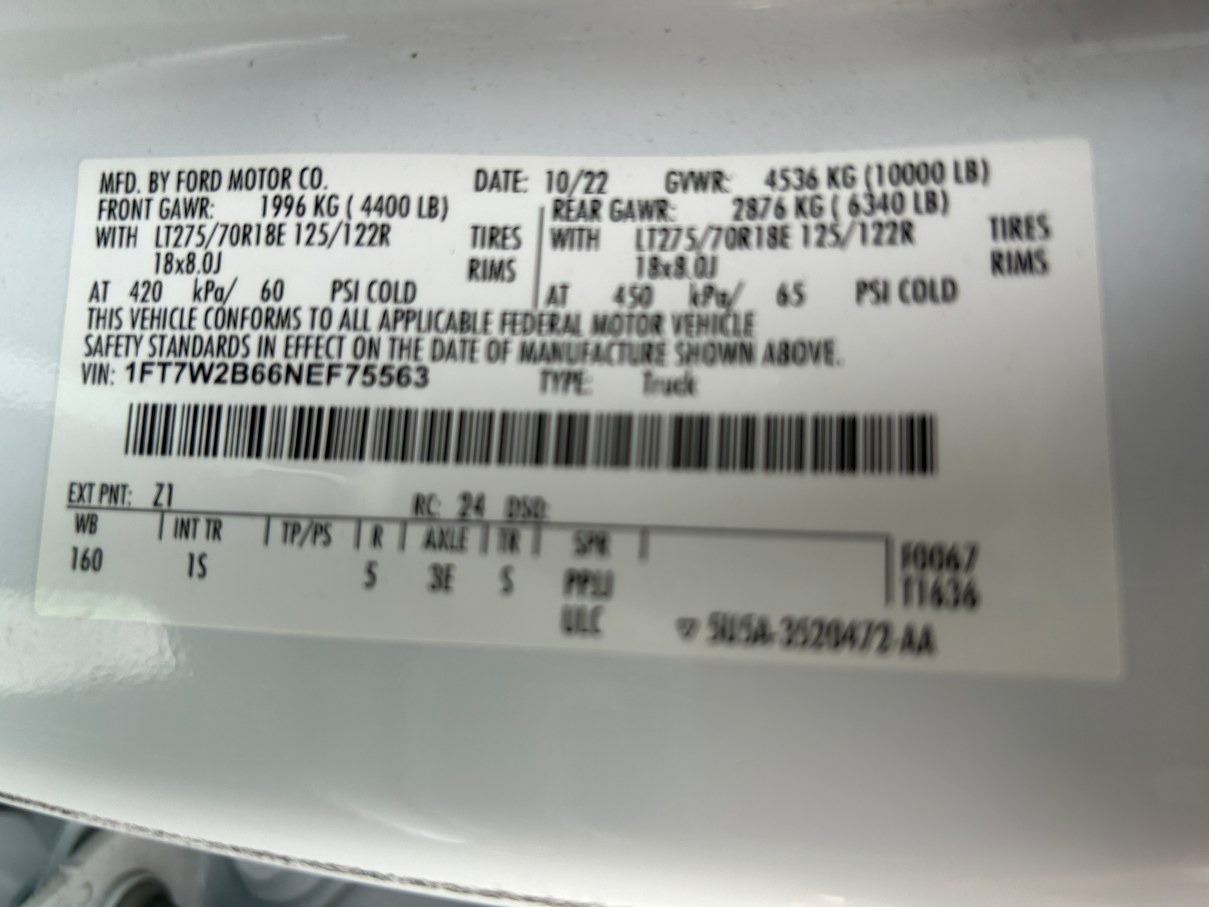 MFD. BY FORD MOTOR CO. DATE: 10/22 GVWR: 4536 KG (10000 LB)
FRONT GAWR: 1996 KG ( 4400 LB) REAR GAWR: 2876 KG ( 6340 LB)
WITH LT275/70R18E 125/122R TIRES WITH LT275/70R18E 125/122R TIRES
18x8.0J RIMS 18x8.0J RIMS
AT 420 kPa/ 60 PSI COLD AT 450 kPa/ 65 PSI COLD
THIS VEHICLE CONFORMS TO ALL APPLICABLE FEDERAL MOTOR VEHICLE
SAFETY STANDARDS IN EFFECT ON THE DATE OF MANUFACTURE SHOWN ABOVE.
VIN: 1FT7W2B66NEF75563 TYPE: Truck
EXT PNT: Z1 RC: 24 DSO:
WB INT TR TP/PS R AXLE TR SPR F0067
160 1S 5 3E S T1636
5U5A-3520472-AA